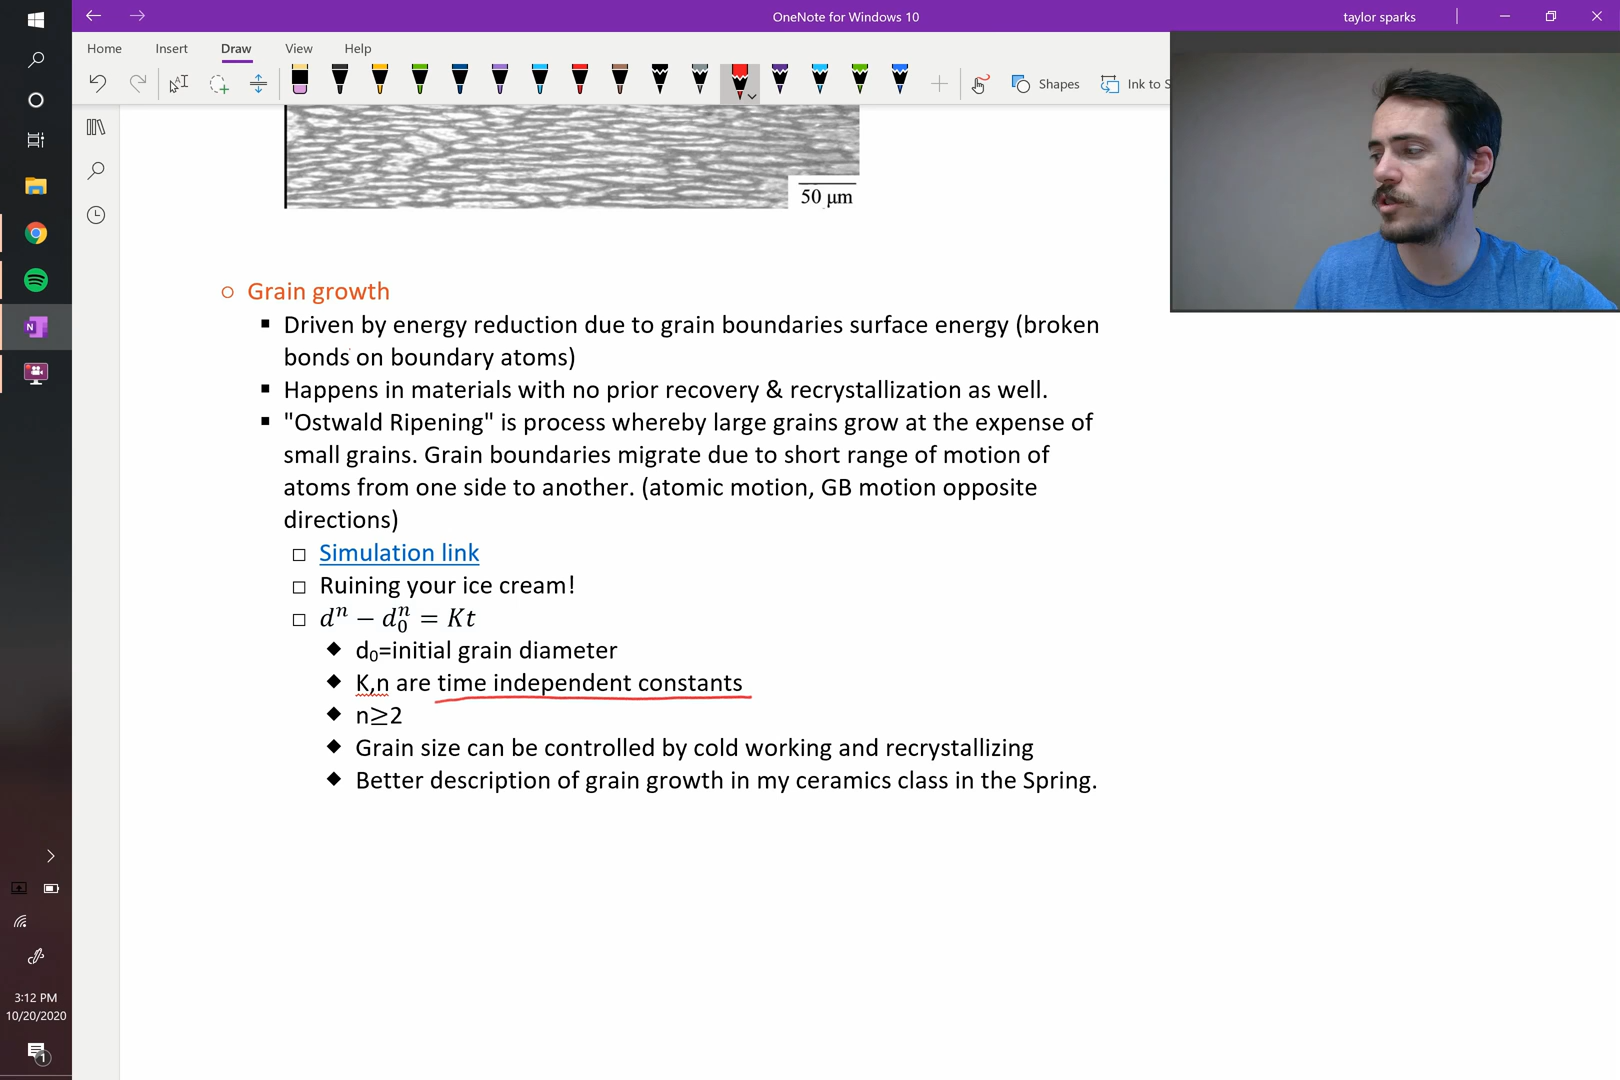 OneNote for Windows 10
taylor sparks
Home Insert Draw View Help
Shapes
Ink to S
50 μm
Grain growth
Driven by energy reduction due to grain boundaries surface energy (broken
bonds on boundary atoms)
Happens in materials with no prior recovery & recrystallization as well.
"Ostwald Ripening" is process whereby large grains grow at the expense of
small grains. Grain boundaries migrate due to short range of motion of
atoms from one side to another. (atomic motion, GB motion opposite
directions)
Simulation link
Ruining your ice cream!
dⁿ − d₀ⁿ = Kt
d₀=initial grain diameter
K,n are time independent constants
n≥2
Grain size can be controlled by cold working and recrystallizing
Better description of grain growth in my ceramics class in the Spring.
3:12 PM
10/20/2020
1